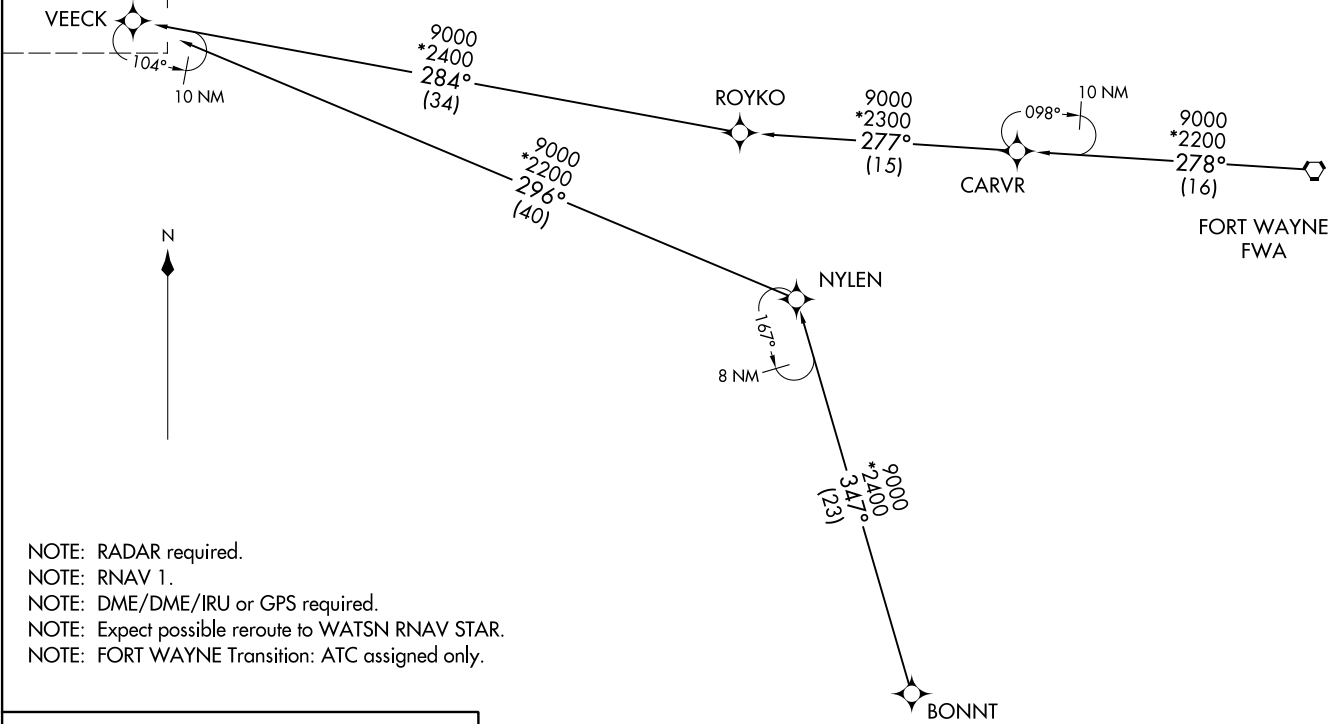 VEECK
104°
10 NM
9000
*2400
284°
(34)
ROYKO
9000
*2300
277°
(15)
098°
10 NM
CARVR
9000
*2200
278°
(16)
FORT WAYNE
FWA
9000
*2200
296°
(40)
N
NYLEN
167°
8 NM
9000
*2400
347°
(23)
NOTE: RADAR required.
NOTE: RNAV 1.
NOTE: DME/DME/IRU or GPS required.
NOTE: Expect possible reroute to WATSN RNAV STAR.
NOTE: FORT WAYNE Transition: ATC assigned only.
BONNT